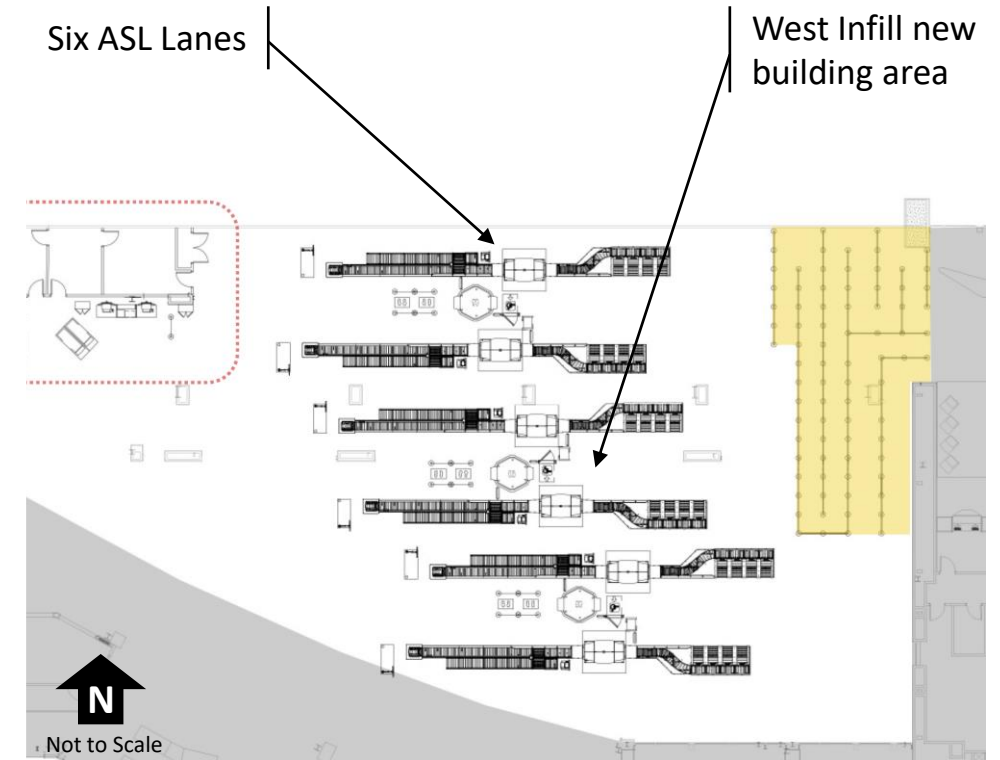 Six ASL Lanes
West Infill new
building area
N
Not to Scale